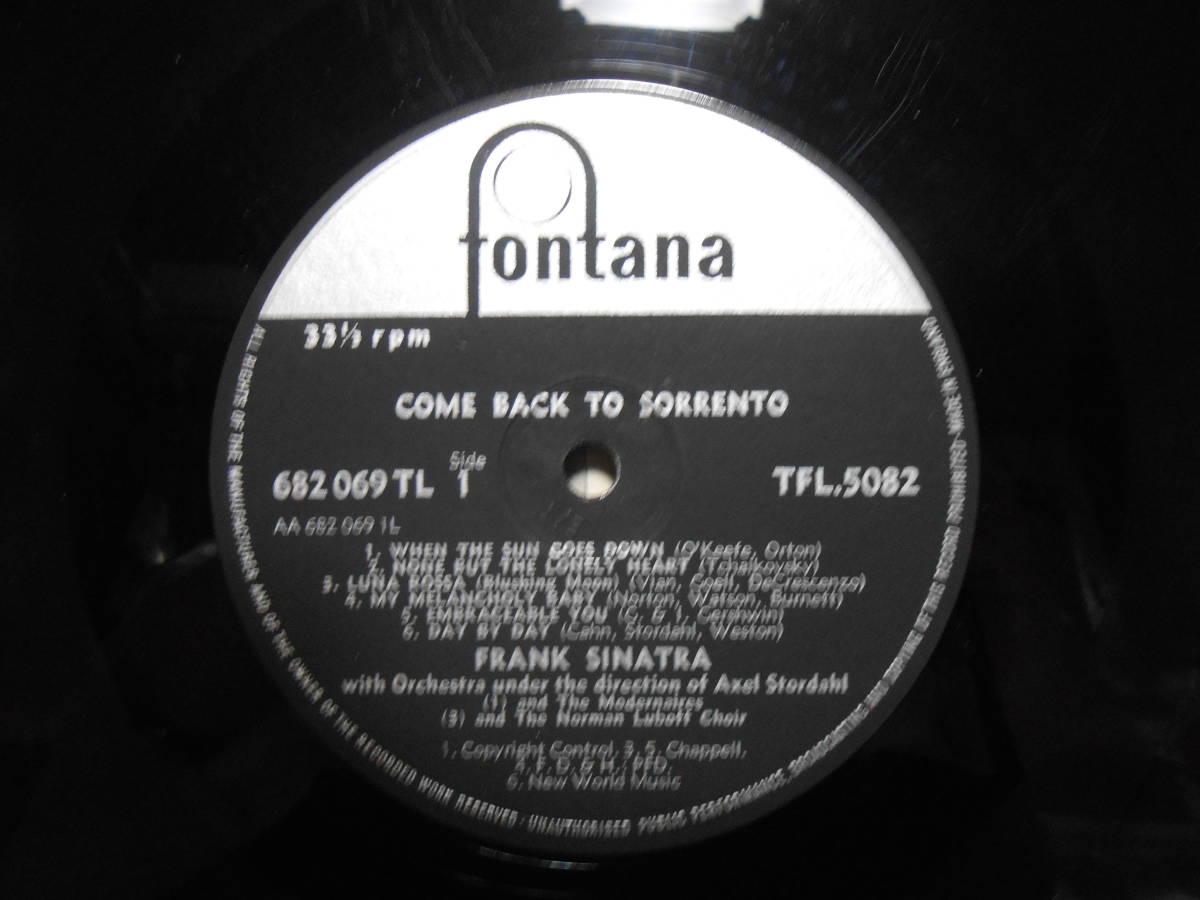 fontana
33⅓ rpm
COME BACK TO SORRENTO
682 069 TL Side 1 TFL.5082
AA 682 069 1L
1. WHEN THE SUN GOES DOWN (O'Keefe, Orton)
2. NONE BUT THE LONELY HEART (Tchaikovsky)
3. LUNA ROSSA (Blushing Moon) (Vian, Goell, DeCrescenzo)
4. MY MELANCHOLY BABY (Norton, Watson, Burnett)
5. EMBRACEABLE YOU (G. & I. Gershwin)
6. DAY BY DAY (Cahn, Stordahl, Weston)
FRANK SINATRA
with Orchestra under the direction of Axel Stordahl
(1) and The Modernaires
(3) and The Norman Luboff Choir
1. Copyright Control, 3. 5. Chappell,
4. F. D. & H., PFD.
6. New World Music
ALL RIGHTS OF THE MANUFACTURER AND OF THE OWNER OF THE RECORDED WORK RESERVED · UNAUTHORISED PUBLIC PERFORMANCE, BROADCASTING AND COPYING OF THIS RECORD PROHIBITED · MADE IN ENGLAND